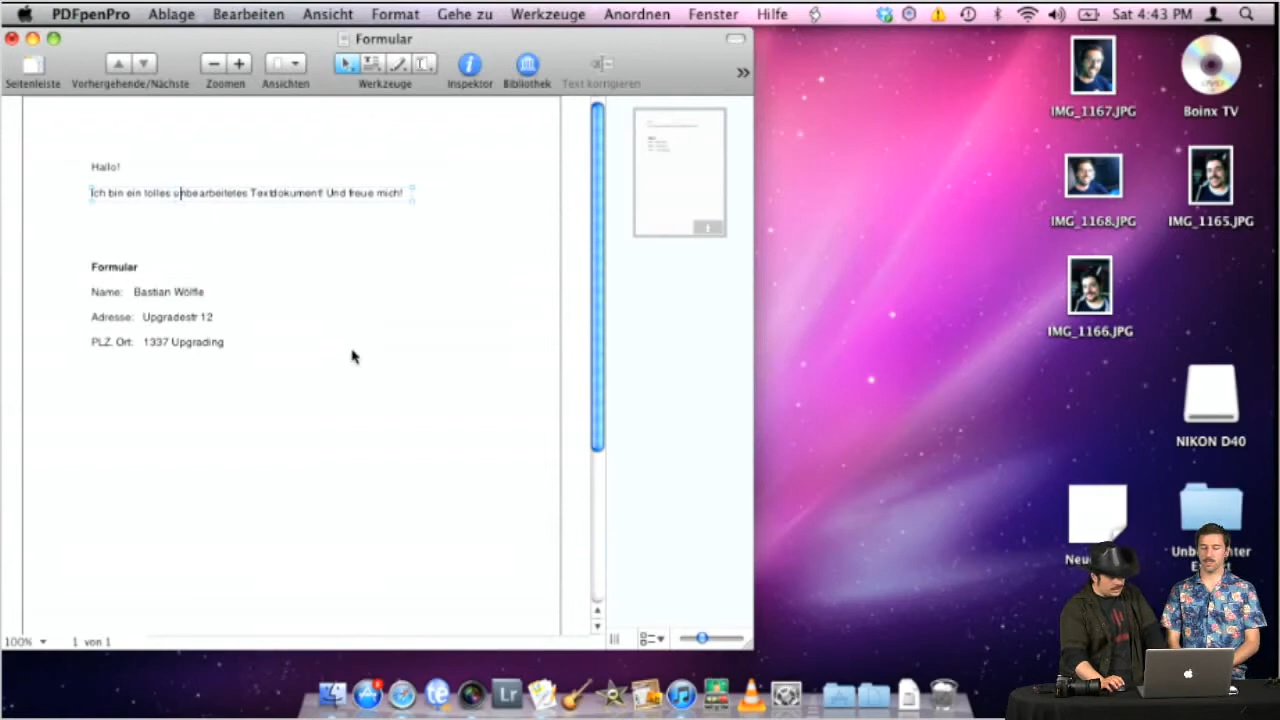 PDFpenPro Ablage Bearbeiten Ansicht Format Gehe zu Werkzeuge Anordnen Fenster Hilfe Sat 4:43 PM
Formular
Seitenleiste Vorhergehende/Nächste Zoomen Ansichten Werkzeuge Inspektor Bibliothek Text korrigieren
Hallo!
Ich bin ein tolles unbearbeitetes Textdokument! Und freue mich!
Formular
Name: Bastian Wölfle
Adresse: Upgradestr 12
PLZ. Ort: 1337 Upgrading
100% 1 von 1
IMG_1167.JPG
Boinx TV
IMG_1168.JPG
IMG_1165.JPG
IMG_1166.JPG
NIKON D40
Lr